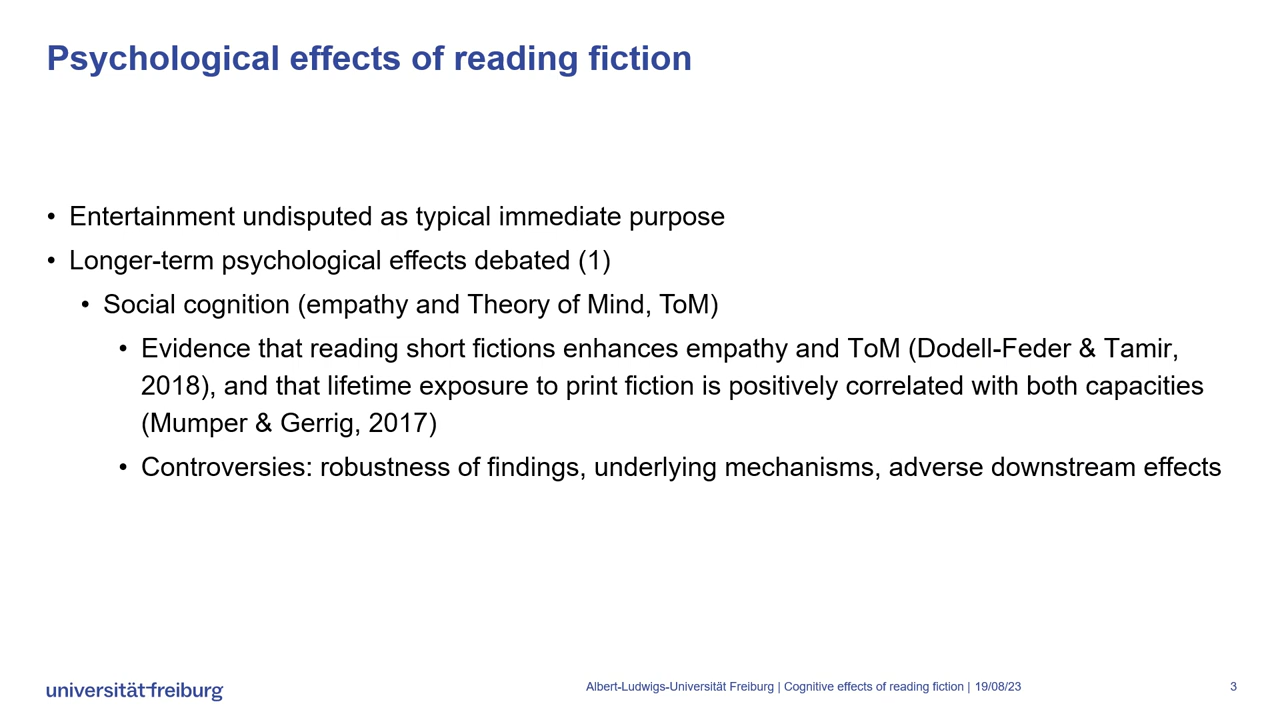 Psychological effects of reading fiction
• Entertainment undisputed as typical immediate purpose
• Longer-term psychological effects debated (1)
• Social cognition (empathy and Theory of Mind, ToM)
• Evidence that reading short fictions enhances empathy and ToM (Dodell-Feder & Tamir,
2018), and that lifetime exposure to print fiction is positively correlated with both capacities
(Mumper & Gerrig, 2017)
• Controversies: robustness of findings, underlying mechanisms, adverse downstream effects
universität freiburg
Albert-Ludwigs-Universität Freiburg | Cognitive effects of reading fiction | 19/08/23
3